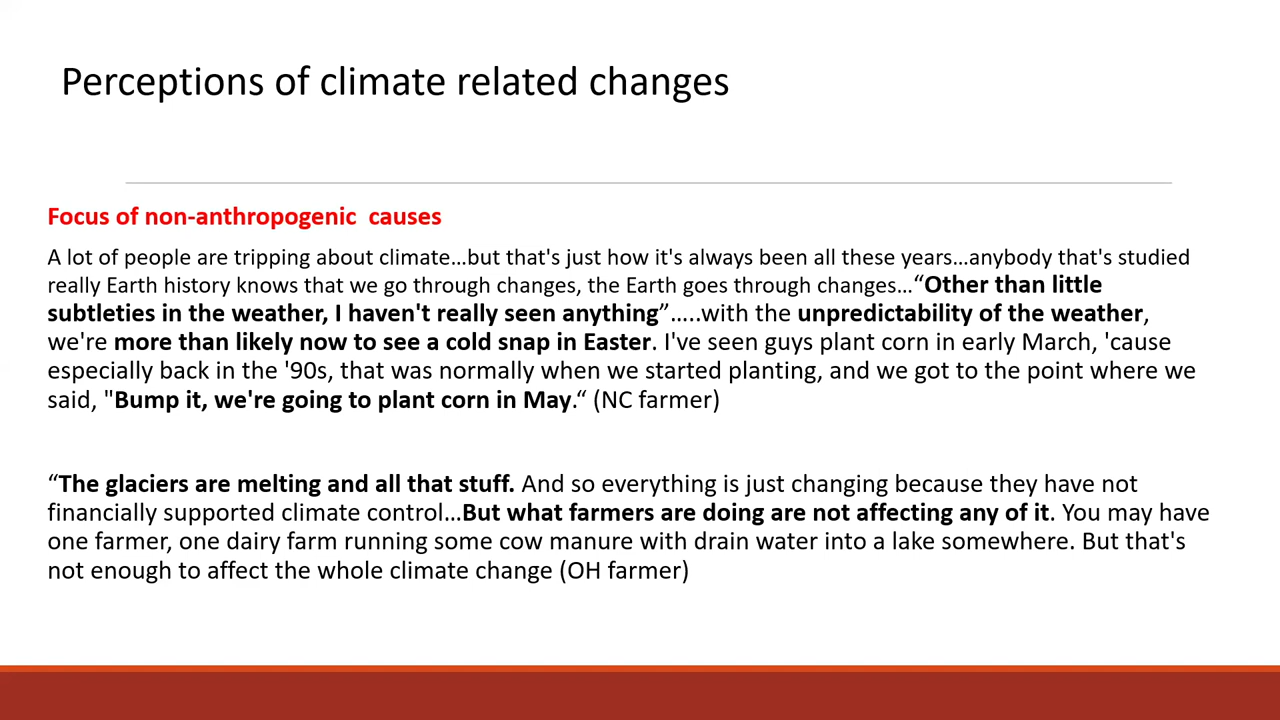 Perceptions of climate related changes
Focus of non-anthropogenic  causes
A lot of people are tripping about climate…but that's just how it's always been all these years…anybody that's studied
really Earth history knows that we go through changes, the Earth goes through changes…“Other than little
subtleties in the weather, I haven't really seen anything”…..with the unpredictability of the weather,
we're more than likely now to see a cold snap in Easter. I've seen guys plant corn in early March, 'cause
especially back in the '90s, that was normally when we started planting, and we got to the point where we
said, "Bump it, we're going to plant corn in May.“ (NC farmer)
“The glaciers are melting and all that stuff. And so everything is just changing because they have not
financially supported climate control…But what farmers are doing are not affecting any of it. You may have
one farmer, one dairy farm running some cow manure with drain water into a lake somewhere. But that's
not enough to affect the whole climate change (OH farmer)